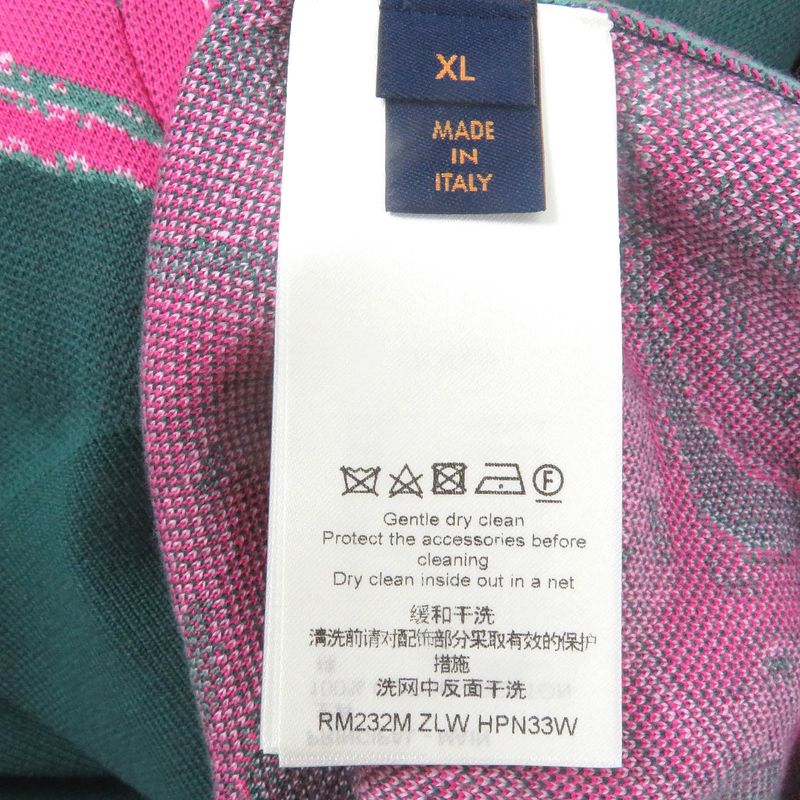 XL
MADE
IN
ITALY
F
Gentle dry clean
Protect the accessories before
cleaning
Dry clean inside out in a net
缓和干洗
清洗前请对配饰部分采取有效的保护
措施
洗网中反面干洗
RM232M ZLW HPN33W